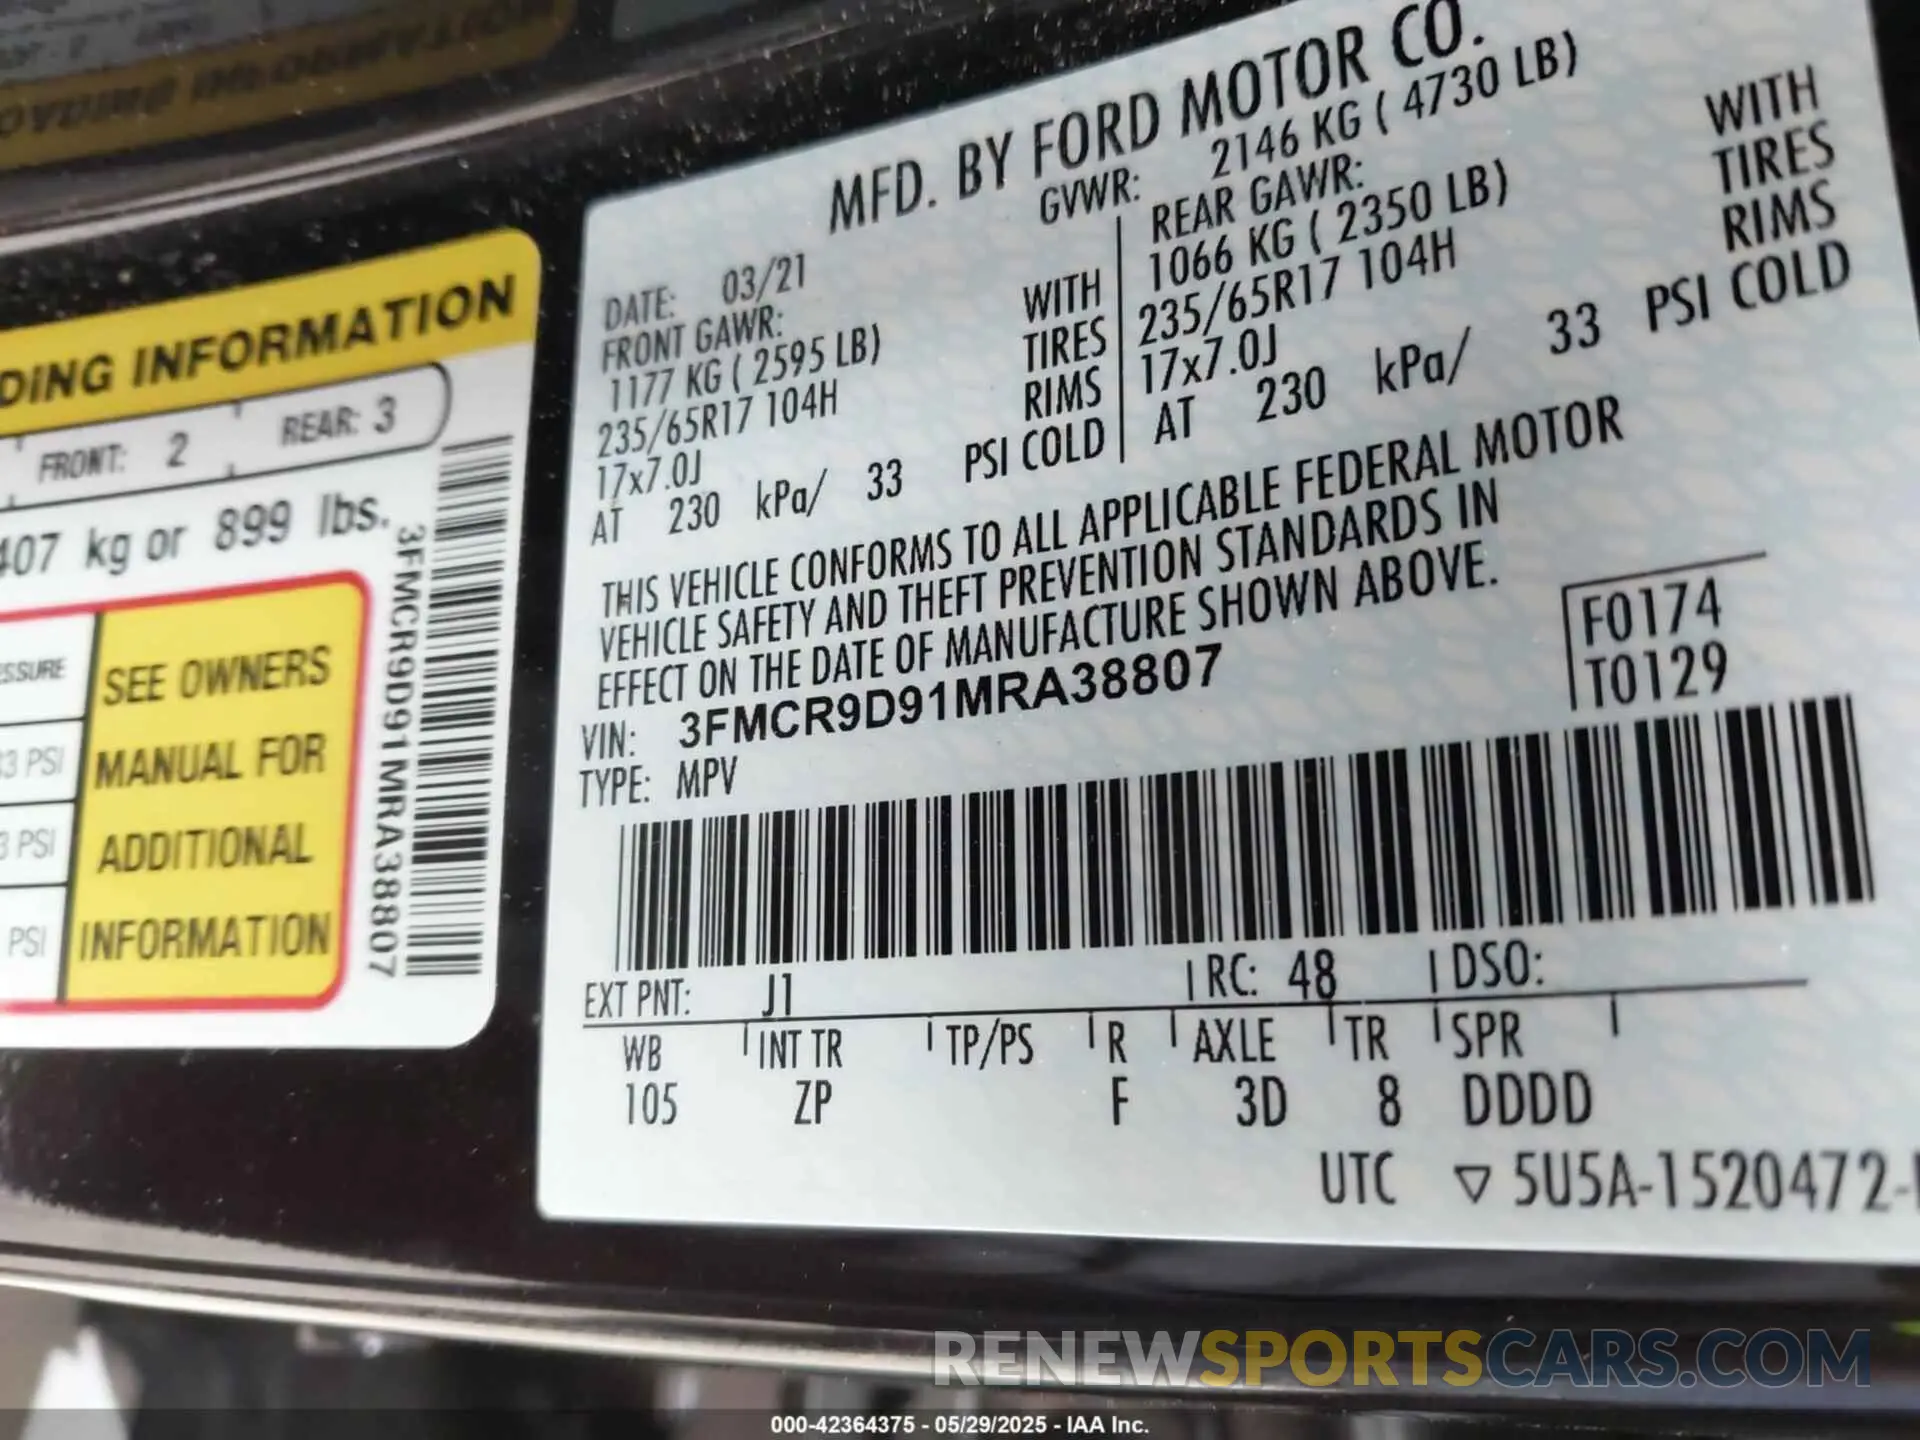 DING INFORMATION
FRONT: 2 REAR: 3
407 kg or 899 lbs.
3FMCR9D91MRA38807
SSURE
33 PSI
3 PSI
PSI
SEE OWNERS
MANUAL FOR
ADDITIONAL
INFORMATION
MFD. BY FORD MOTOR CO.
GVWR: 2146 KG ( 4730 LB)
DATE: 03/21
FRONT GAWR:
1177 KG ( 2595 LB) WITH
235/65R17 104H TIRES
17x7.0J RIMS
AT 230 kPa/ 33 PSI COLD
REAR GAWR:
1066 KG ( 2350 LB) WITH
235/65R17 104H TIRES
17x7.0J RIMS
AT 230 kPa/ 33 PSI COLD
THIS VEHICLE CONFORMS TO ALL APPLICABLE FEDERAL MOTOR
VEHICLE SAFETY AND THEFT PREVENTION STANDARDS IN
EFFECT ON THE DATE OF MANUFACTURE SHOWN ABOVE.
VIN: 3FMCR9D91MRA38807
TYPE: MPV
F0174
T0129
EXT PNT: J1 RC: 48 DSO:
WB INT TR TP/PS R AXLE TR SPR
105 ZP F 3D 8 DDDD
UTC ▽ 5U5A-1520472-
RENEWSPORTSCARS.COM
000-42364375 - 05/29/2025 - IAA Inc.